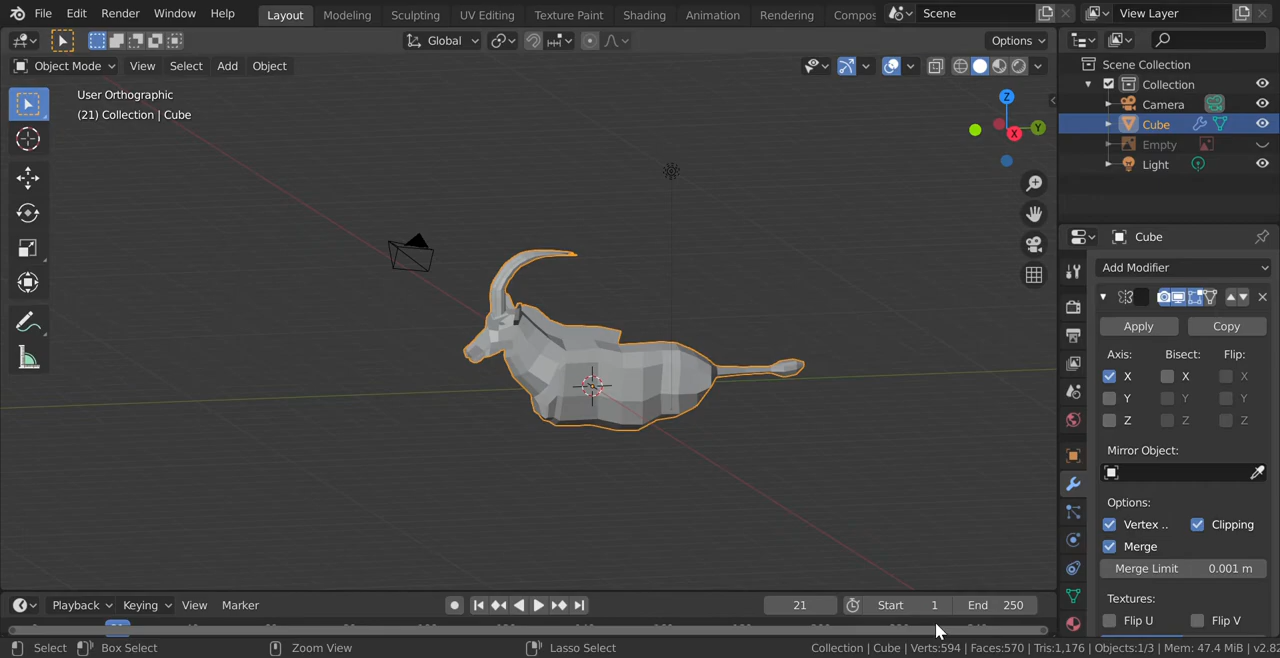 File Edit Render Window Help Layout Modeling Sculpting UV Editing Texture Paint Shading Animation Rendering Compos Scene View Layer
Global Options
Object Mode View Select Add Object
User Orthographic
(21) Collection | Cube
Z
Y
X
Scene Collection
Collection
Camera
Cube
Empty
Light
Cube
Add Modifier
Apply Copy
Axis: Bisect: Flip:
X X X
Y Y Y
Z Z Z
Mirror Object:
Options:
Vertex .. Clipping
Merge
Merge Limit 0.001 m
Textures:
Flip U Flip V
Playback Keying View Marker 21 Start 1 End 250
Select Box Select Zoom View Lasso Select Collection | Cube | Verts:594 | Faces:570 | Tris:1,176 | Objects:1/3 | Mem: 47.4 MiB | v2.8